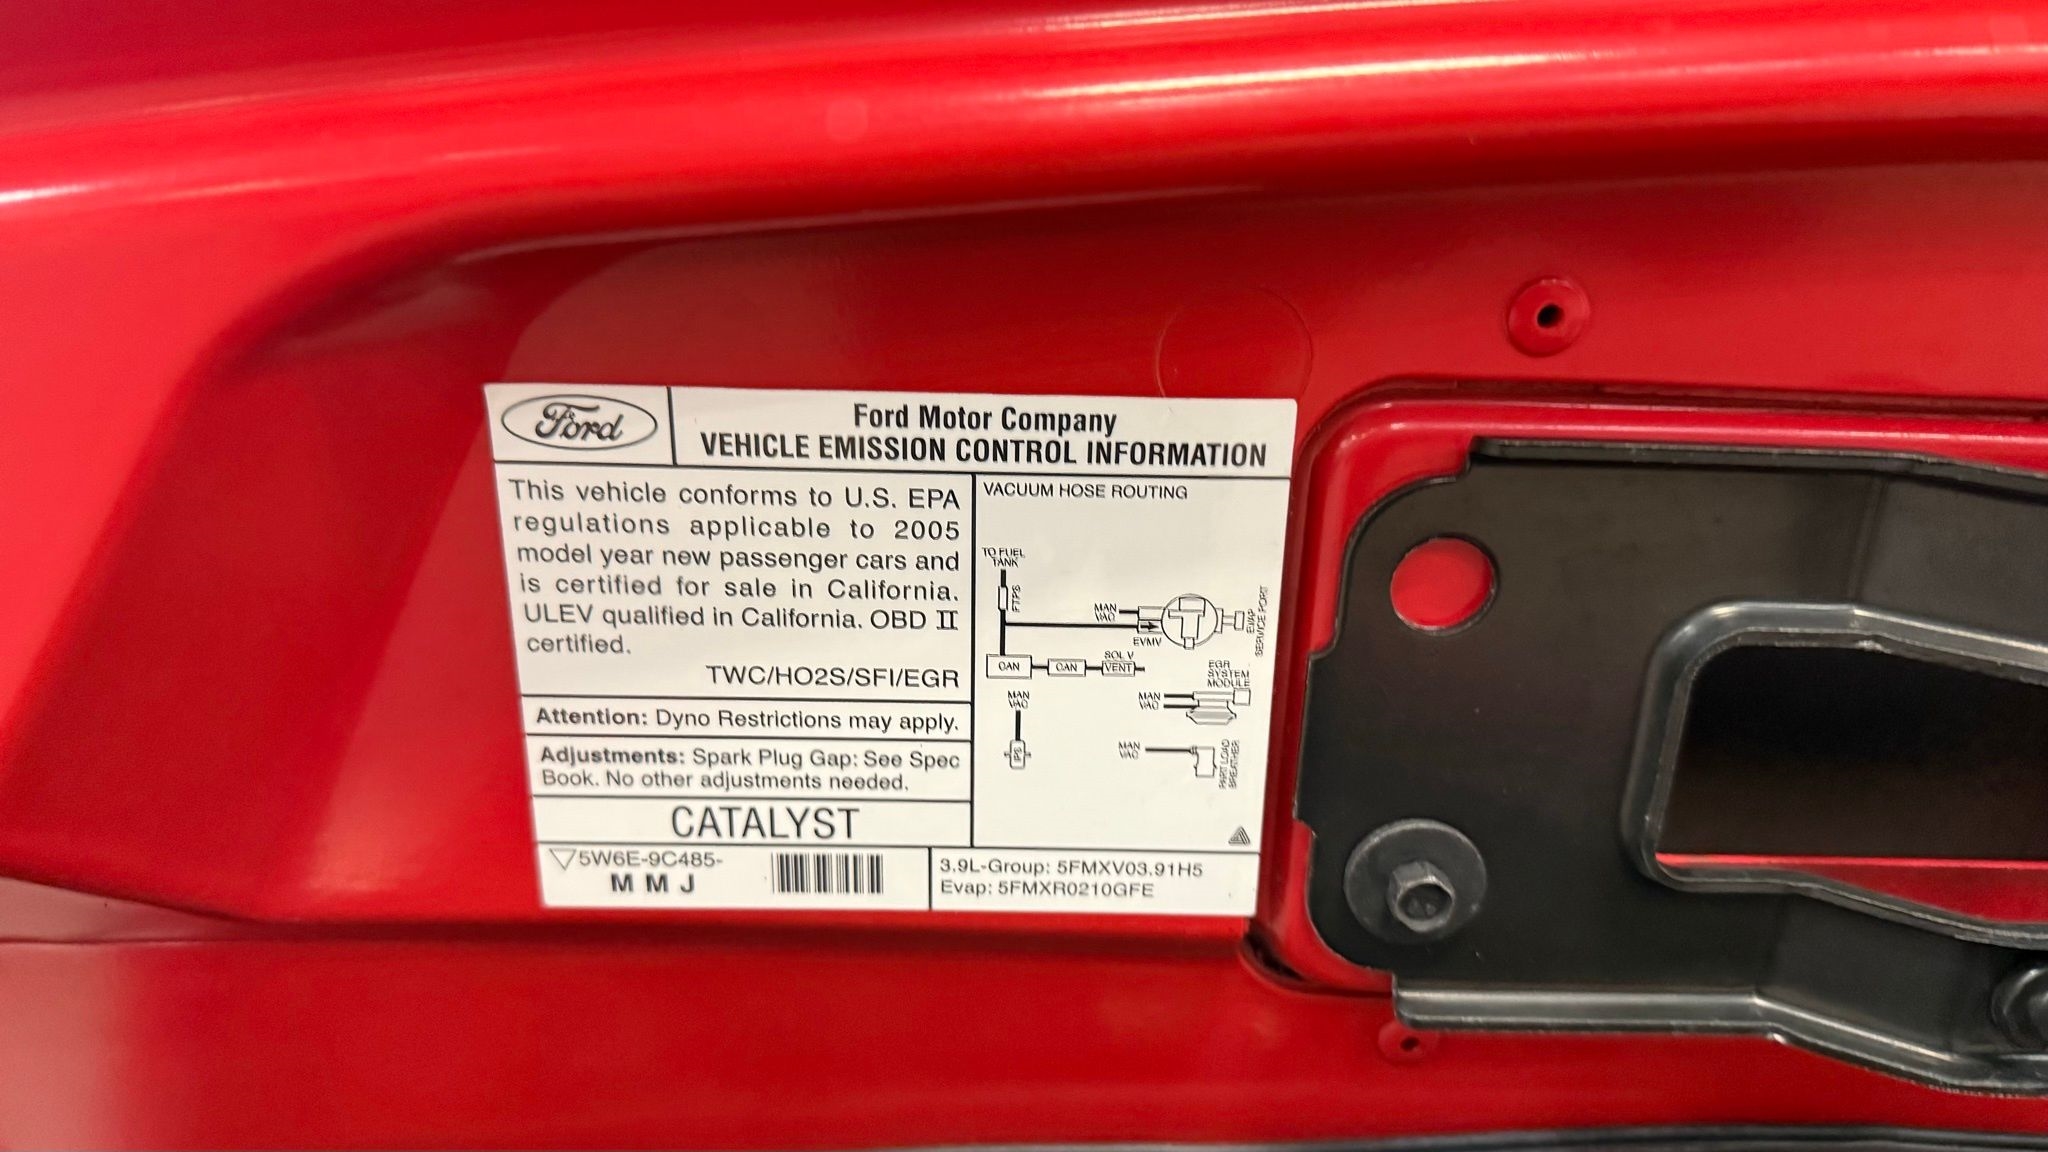 Ford
Ford Motor Company
VEHICLE EMISSION CONTROL INFORMATION
This vehicle conforms to U.S. EPA
regulations applicable to 2005
model year new passenger cars and
is certified for sale in California.
ULEV qualified in California. OBD II
certified.
TWC/HO2S/SFI/EGR
Attention: Dyno Restrictions may apply.
Adjustments: Spark Plug Gap: See Spec
Book. No other adjustments needed.
CATALYST
5W6E-9C485-
M M J
VACUUM HOSE ROUTING
TO FUEL
TANK
FTPS
MAN
VAC
EVMV
EVAP
SERVICE PORT
CAN
CAN
SOL V
VENT
MAN
VAC
IPS
EGR
SYSTEM
MODULE
MAN
VAC
MAN
VAC
PART LOAD
BREATHER
3.9L-Group: 5FMXV03.91H5
Evap: 5FMXR0210GFE